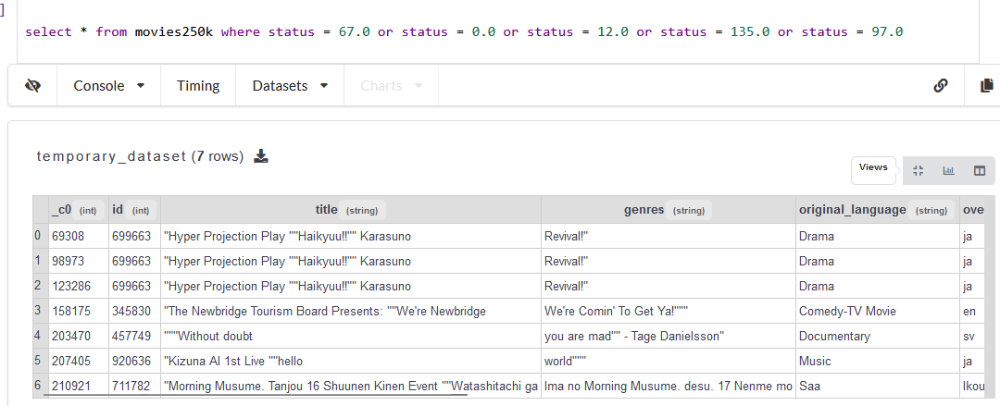 ]
select * from movies250k where status = 67.0 or status = 0.0 or status = 12.0 or status = 135.0 or status = 97.0
Console Timing Datasets Charts
temporary_dataset (7 rows)
Views
_c0 (int) id (int) title (string) genres (string) original_language (string) ove
0 69308 699663 "Hyper Projection Play ""Haikyuu!!"" Karasuno Revival!" Drama ja
1 98973 699663 "Hyper Projection Play ""Haikyuu!!"" Karasuno Revival!" Drama ja
2 123286 699663 "Hyper Projection Play ""Haikyuu!!"" Karasuno Revival!" Drama ja
3 158175 345830 "The Newbridge Tourism Board Presents: ""We're Newbridge We're Comin' To Get Ya!"""" Comedy-TV Movie en
4 203470 457749 """"Without doubt you are mad"" - Tage Danielsson" Documentary sv
5 207405 920636 "Kizuna AI 1st Live ""hello world""" Music ja
6 210921 711782 "Morning Musume. Tanjou 16 Shuunen Kinen Event ""Watashitachi ga Ima no Morning Musume. desu. 17 Nenme mo Saa Ikou